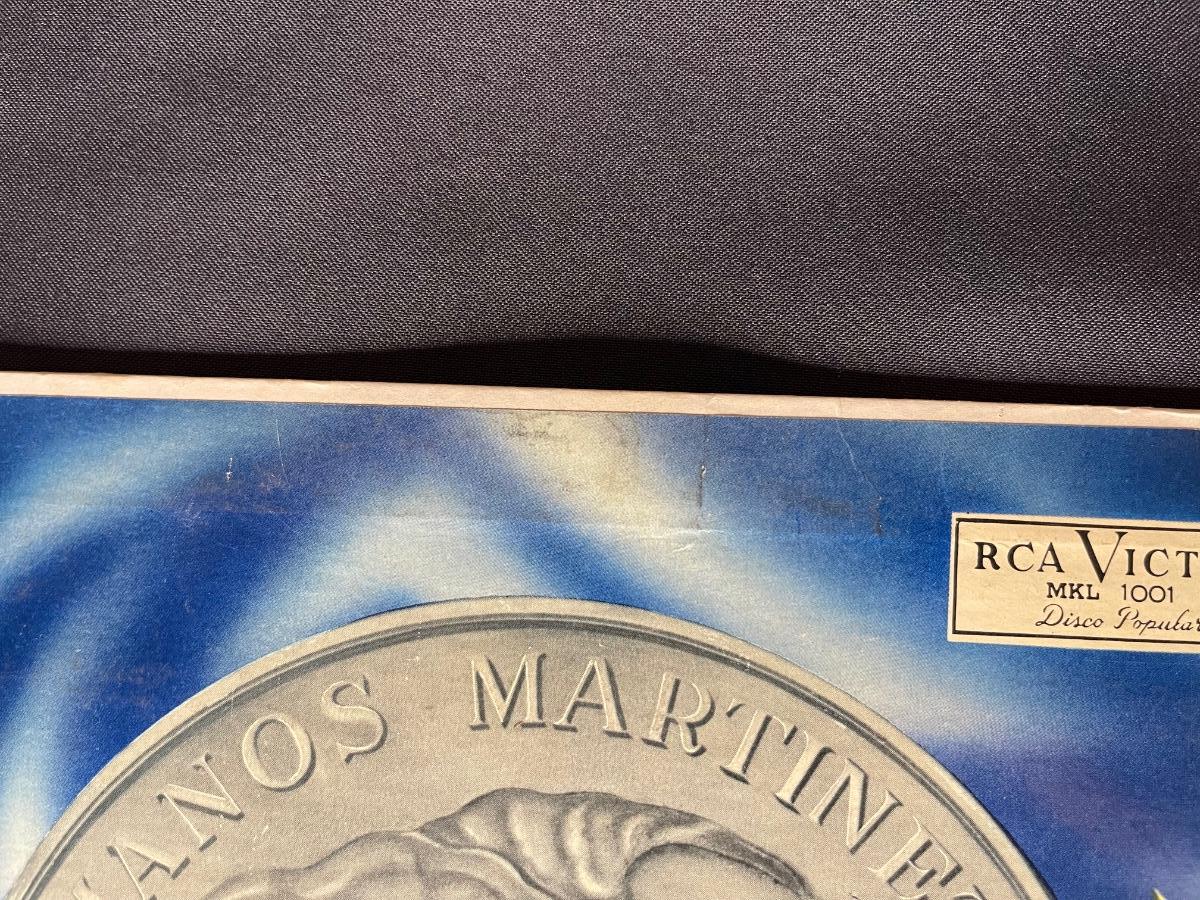 RCA VICT
MKL 1001
Disco Popular
ANOS MARTINE